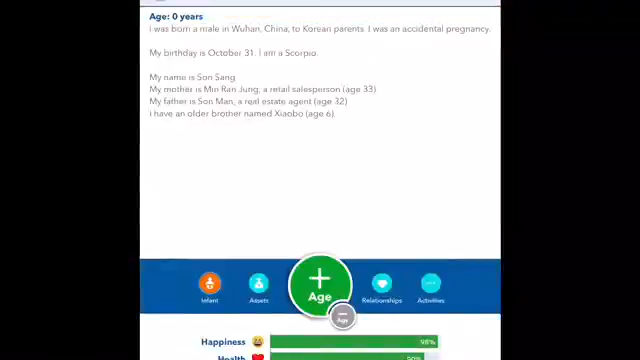 Age: 0 years
I was born a male in Wuhan, China, to Korean parents. I was an accidental pregnancy.
My birthday is October 31. I am a Scorpio.
My name is Son Sang.
My mother is Min Ran Jung, a retail salesperson (age 33)
My father is Son Man, a real estate agent (age 32)
I have an older brother named Xiaobo (age 6).
Infant
Assets
+
Age
Relationships
Activities
Age
Happiness
98%
Health
90%